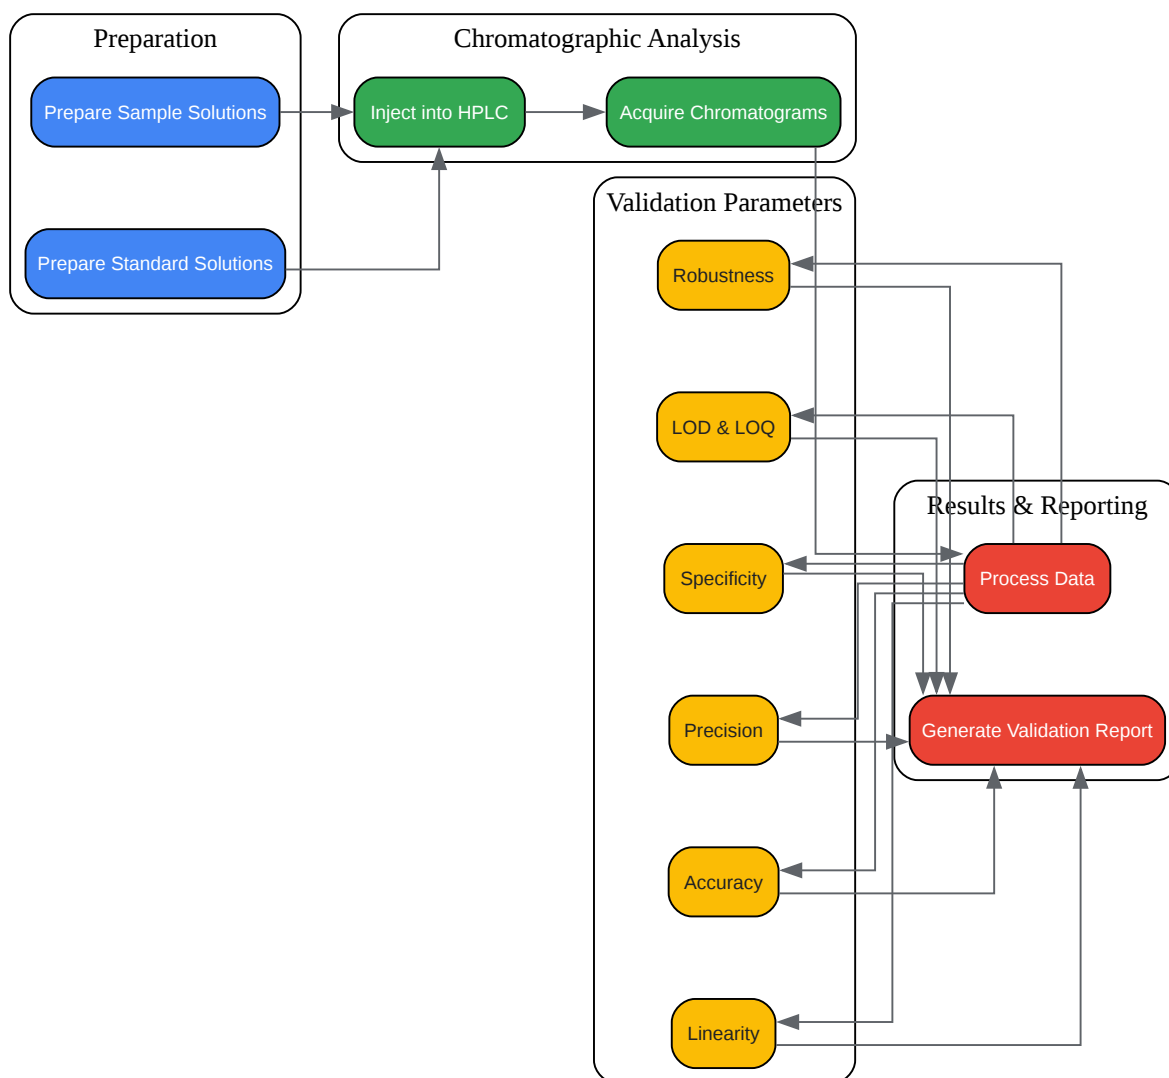 Preparation
Prepare Sample Solutions
Prepare Standard Solutions
Chromatographic Analysis
Inject into HPLC
Acquire Chromatograms
Validation Parameters
Robustness
LOD & LOQ
Specificity
Precision
Accuracy
Linearity
Results & Reporting
Process Data
Generate Validation Report